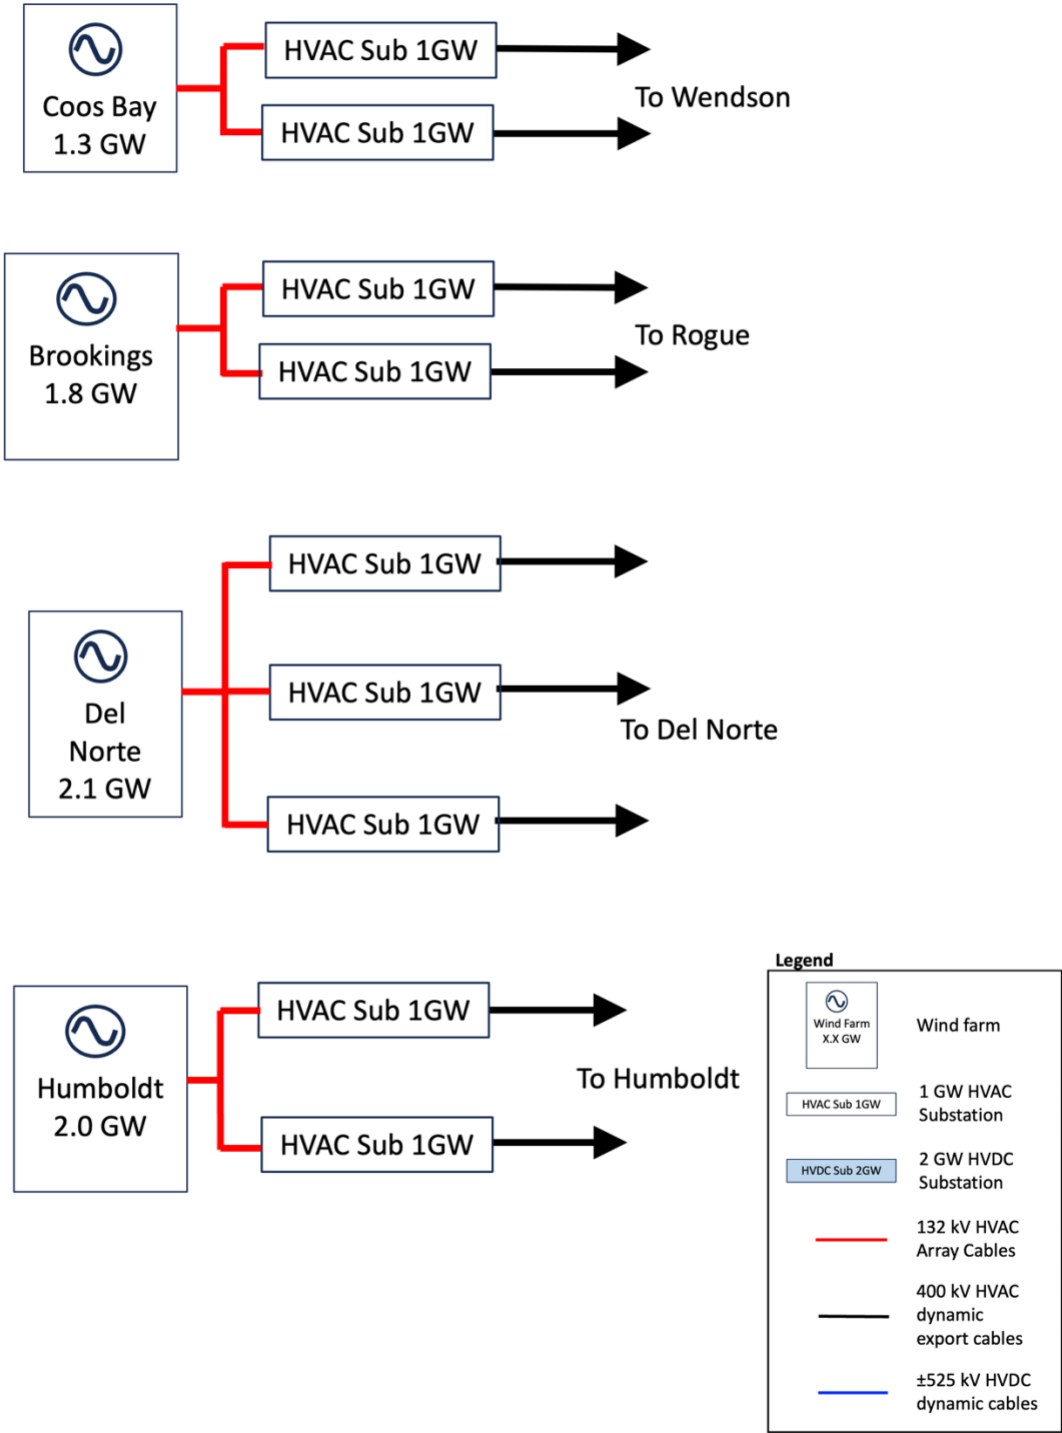 HVAC Sub 1GW
Coos Bay
1.3 GW
HVAC Sub 1GW
To Wendson
HVAC Sub 1GW
Brookings
1.8 GW
HVAC Sub 1GW
To Rogue
HVAC Sub 1GW
Del
Norte
2.1 GW
HVAC Sub 1GW
To Del Norte
HVAC Sub 1GW
Humboldt
2.0 GW
HVAC Sub 1GW
To Humboldt
HVAC Sub 1GW
Legend
Wind Farm
X.X GW
Wind farm
HVAC Sub 1GW
1 GW HVAC
Substation
HVDC Sub 2GW
2 GW HVDC
Substation
132 kV HVAC
Array Cables
400 kV HVAC
dynamic
export cables
±525 kV HVDC
dynamic cables